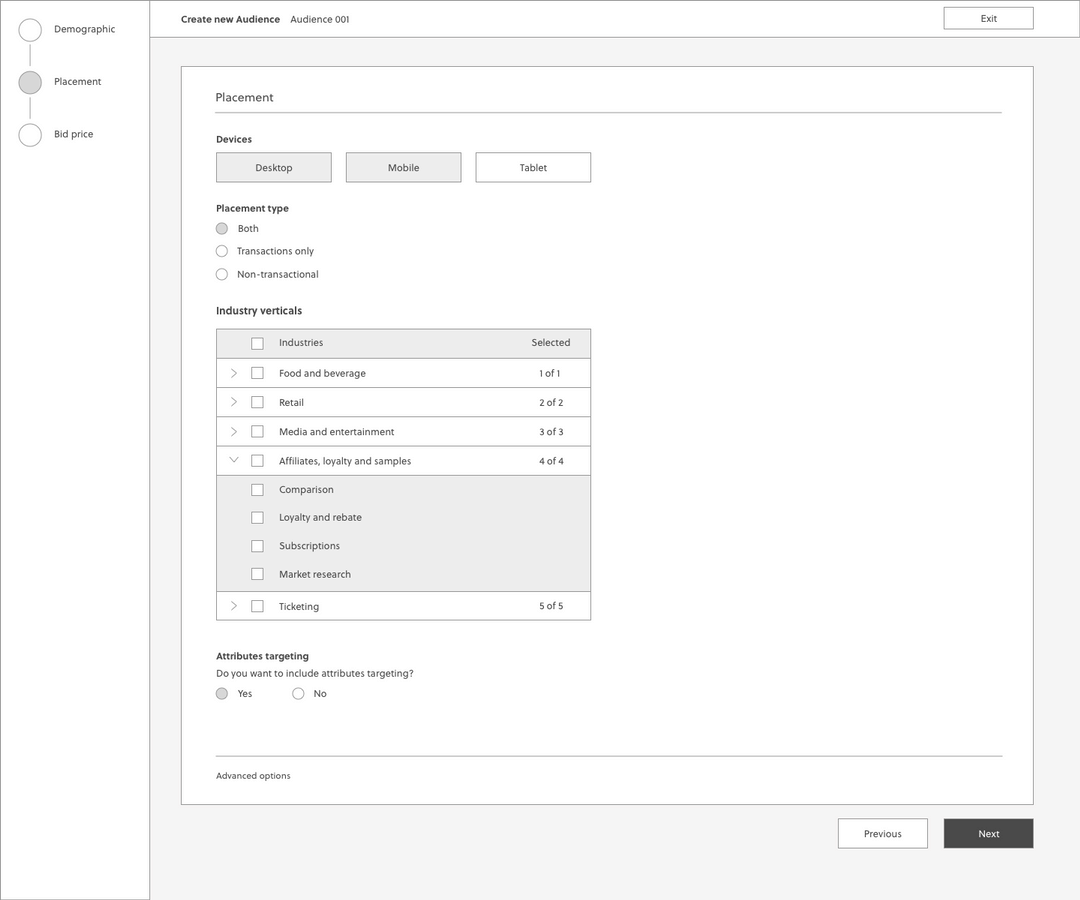 Demographic
Placement
Bid price
Create new Audience Audience 001
Exit
Placement
Devices
Desktop Mobile Tablet
Placement type
Both
Transactions only
Non-transactional
Industry verticals
Industries Selected
Food and beverage 1 of 1
Retail 2 of 2
Media and entertainment 3 of 3
Affiliates, loyalty and samples 4 of 4
Comparison
Loyalty and rebate
Subscriptions
Market research
Ticketing 5 of 5
Attributes targeting
Do you want to include attributes targeting?
Yes No
Advanced options
Previous Next